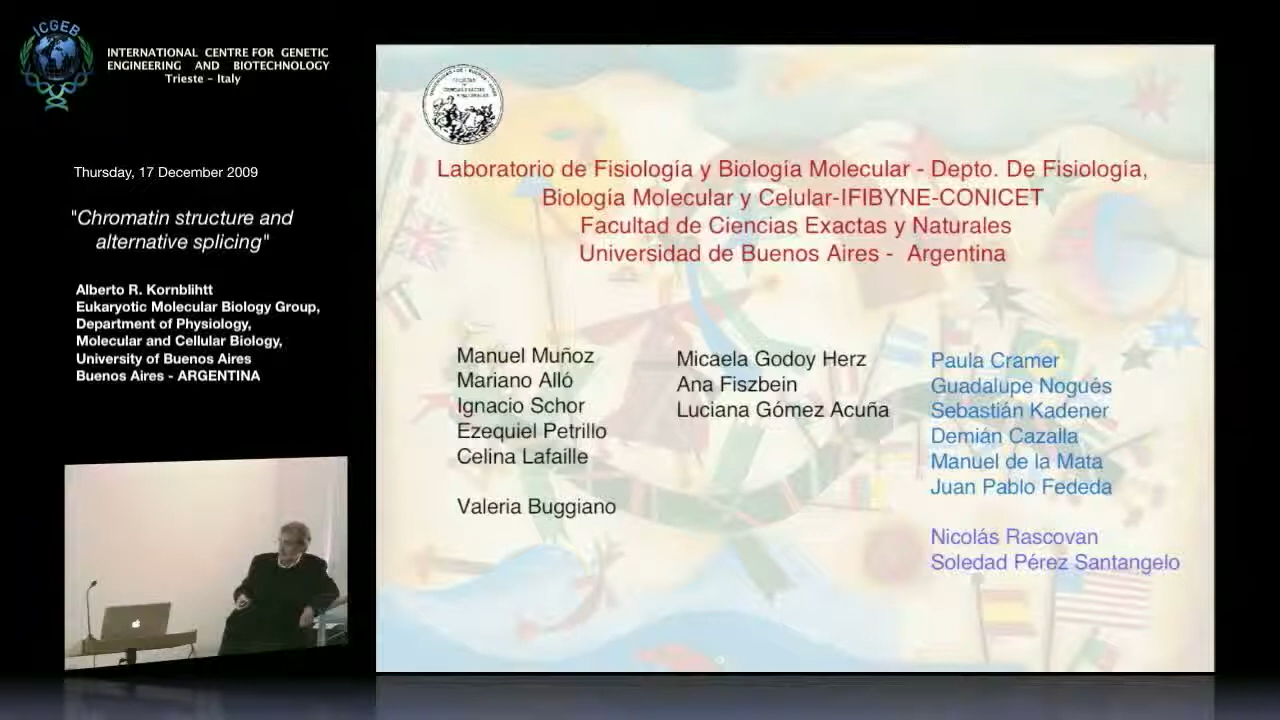 ICGEB
INTERNATIONAL CENTRE FOR GENETIC
ENGINEERING AND BIOTECHNOLOGY
Trieste – Italy
Thursday, 17 December 2009
"Chromatin structure and
alternative splicing"
Alberto R. Kornblihtt
Eukaryotic Molecular Biology Group,
Department of Physiology,
Molecular and Cellular Biology,
University of Buenos Aires
Buenos Aires - ARGENTINA
Laboratorio de Fisiología y Biología Molecular - Depto. De Fisiología,
Biología Molecular y Celular-IFIBYNE-CONICET
Facultad de Ciencias Exactas y Naturales
Universidad de Buenos Aires - Argentina
Manuel Muñoz
Mariano Alló
Ignacio Schor
Ezequiel Petrillo
Celina Lafaille
Valeria Buggiano
Micaela Godoy Herz
Ana Fiszbein
Luciana Gómez Acuña
Paula Cramer
Guadalupe Nogués
Sebastián Kadener
Demián Cazalla
Manuel de la Mata
Juan Pablo Fededa
Nicolás Rascovan
Soledad Pérez Santangelo